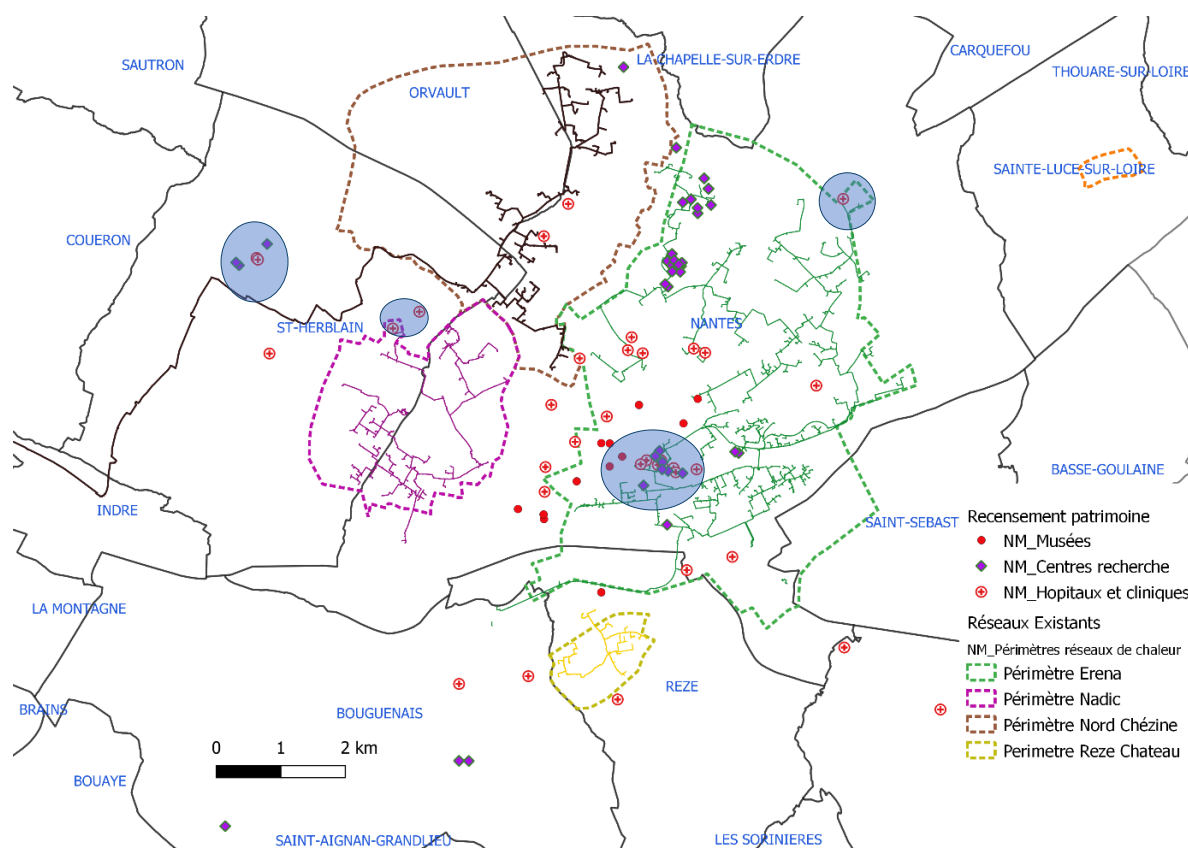 CARQUEFOU
LA CHAPELLE-SUR-ERDRE
SAUTRON
THOUARE-SUR-LOIRE
ORVAULT
SAINTE-LUCE-SUR-LOIRE
COUERON
NANTES
ST-HERBLAIN
BASSE-GOULAINE
INDRE
SAINT-SEBAST
LA MONTAGNE
REZE
BRAINS
BOUGUENAIS
0 1 2 km
BOUAYE
SAINT-AIGNAN-GRANDLIEU
LES SORINIERES
Recensement patrimoine
NM_Musées
NM_Centres recherche
NM_Hopitaux et cliniques
Réseaux Existants
NM_Périmètres réseaux de chaleur
Périmètre Erena
Périmètre Nadic
Périmètre Nord Chézine
Perimetre Reze Chateau